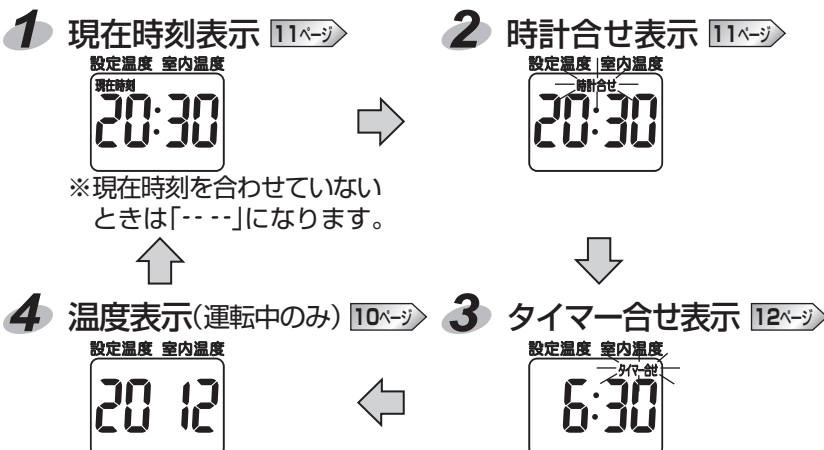 1 現在時刻表示 11ページ
設定温度 室内温度
現在時刻
20:30
※現在時刻を合わせていない
ときは「-- --」になります。
2 時計合せ表示 11ページ
設定温度 室内温度
時計合せ
20:30
4 温度表示(運転中のみ) 10ページ
設定温度 室内温度
20 12
3 タイマー合せ表示 12ページ
設定温度 室内温度
タイマー合せ
6:30